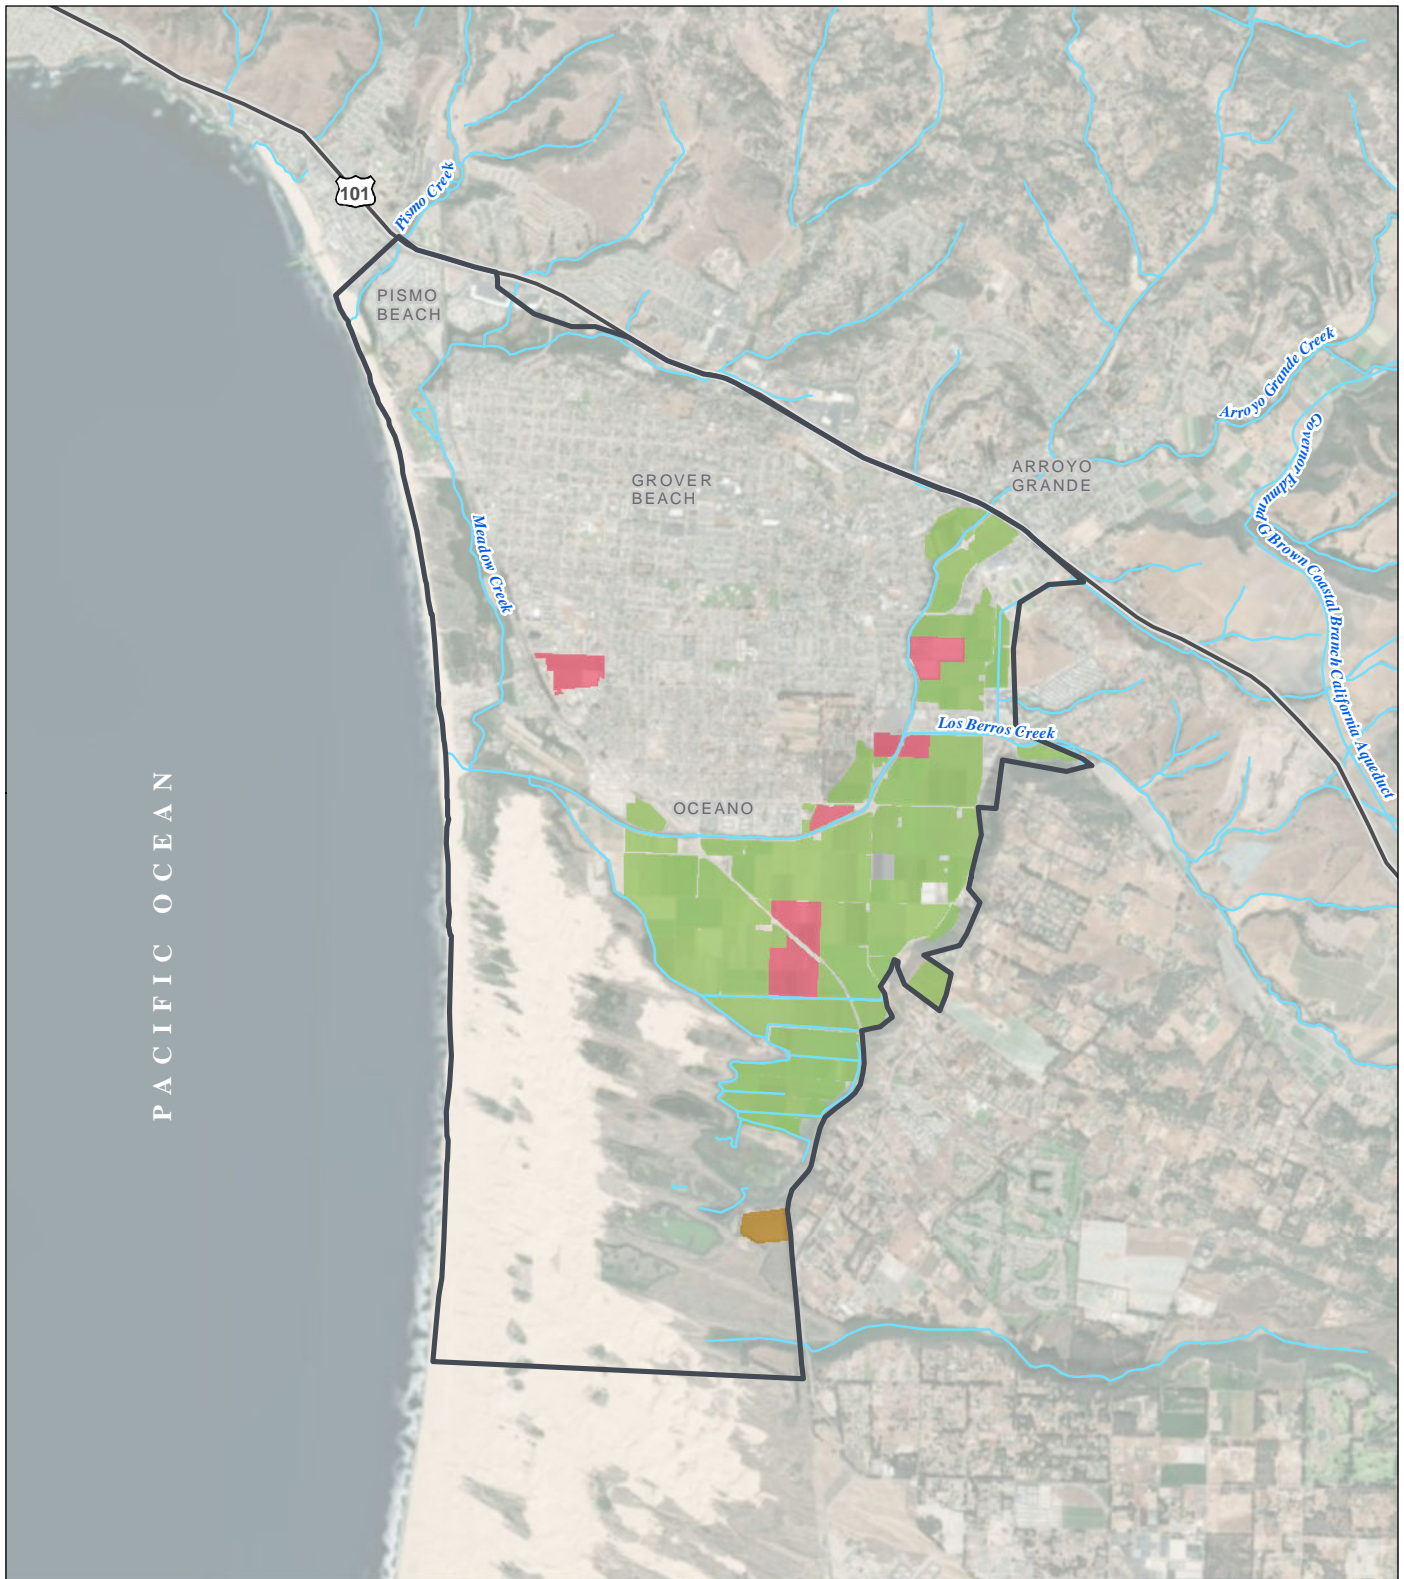 101
Pismo Creek
PISMO
BEACH
Arroyo Grande Creek
Governor Edmund
G Brown Coastal Branch California Aqueduct
ARROYO
GRANDE
GROVER
BEACH
Meadow Creek
Los Berros Creek
OCEANO
PACIFIC OCEAN